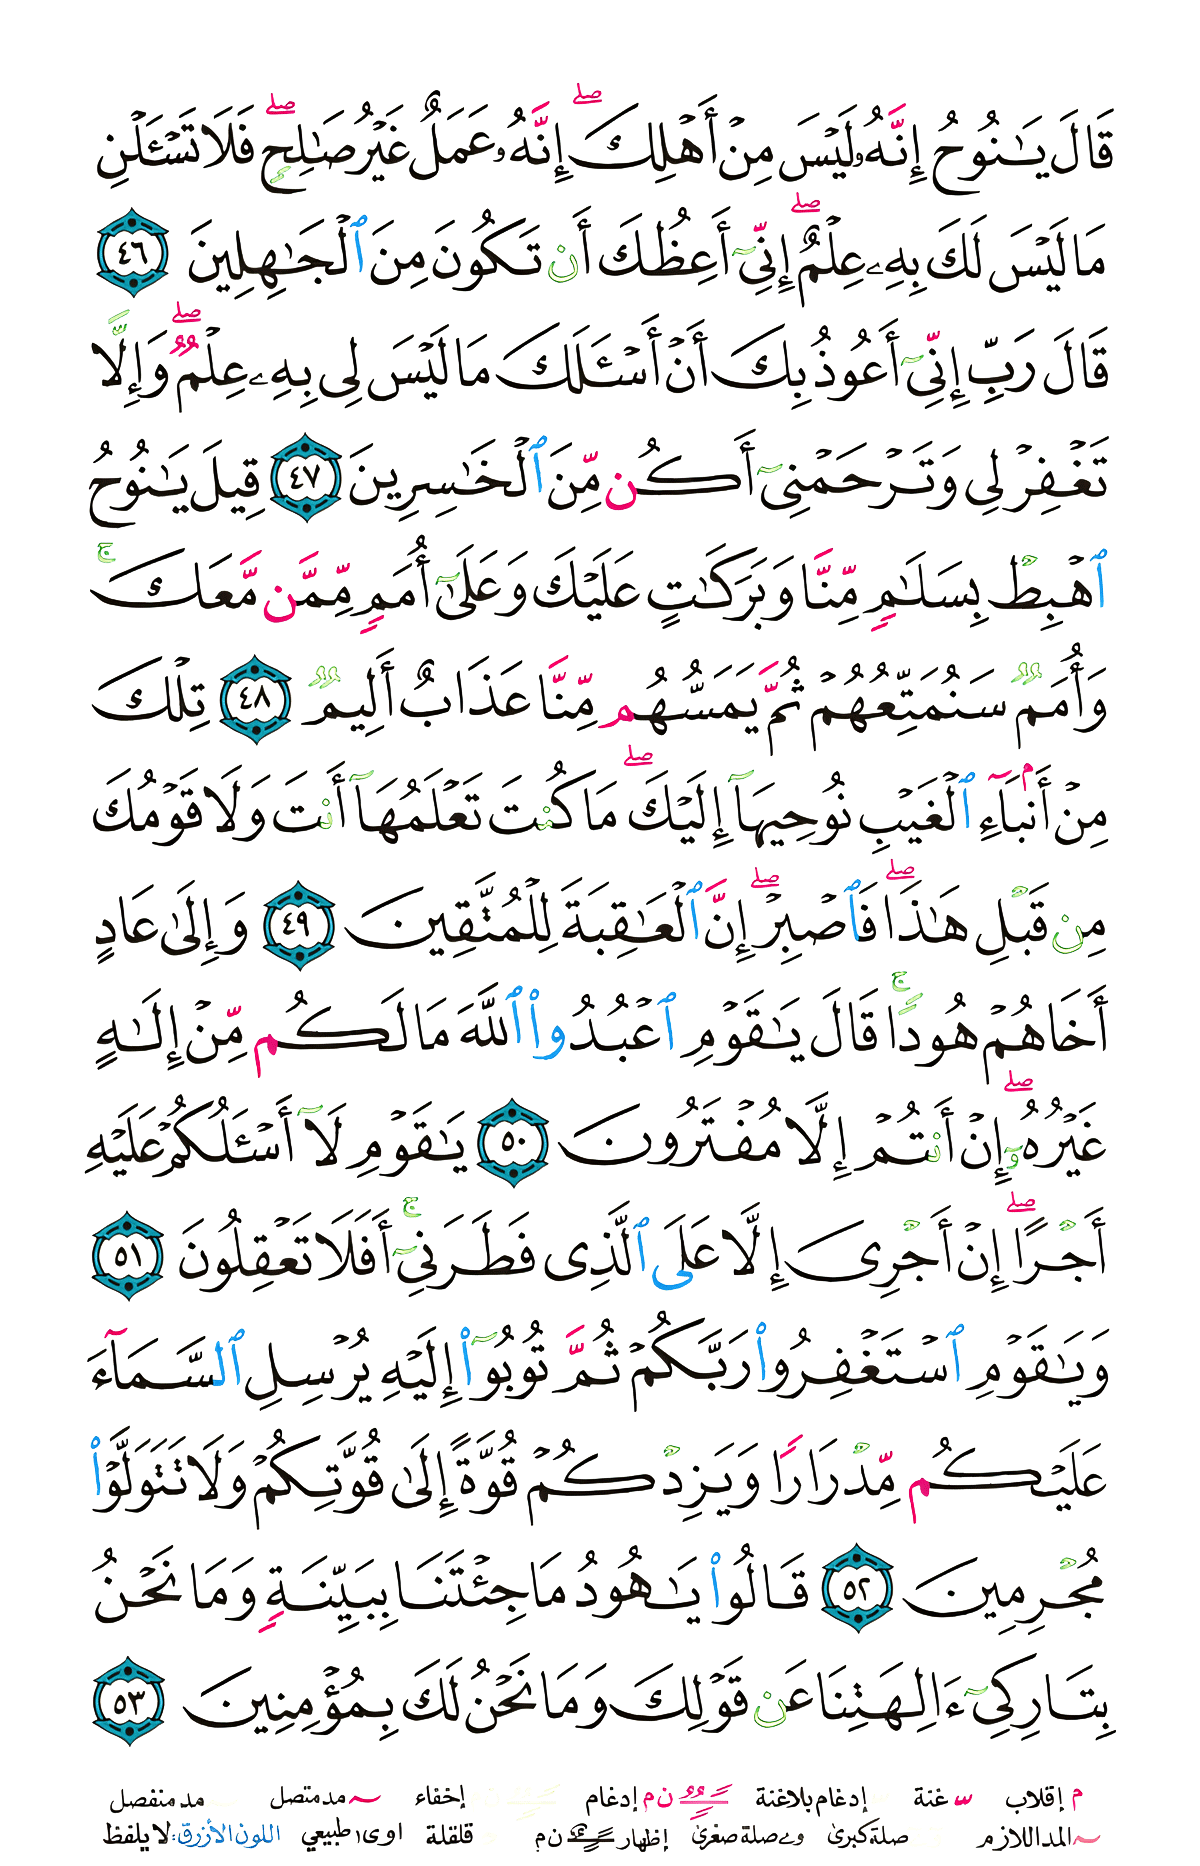 قَالَ يَـٰنُوحُ إِنَّهُۥ لَيْسَ مِنْ أَهْلِكَ ۖ إِنَّهُۥ عَمَلٌ غَيْرُ صَـٰلِحٍ ۖ فَلَا تَسْـَٔلْنِ
مَا لَيْسَ لَكَ بِهِۦ عِلْمٌ ۖ إِنِّىٓ أَعِظُكَ أَن تَكُونَ مِنَ ٱلْجَـٰهِلِينَ ٤٦
قَالَ رَبِّ إِنِّىٓ أَعُوذُ بِكَ أَنْ أَسْـَٔلَكَ مَا لَيْسَ لِى بِهِۦ عِلْمٌ ۖ وَإِلَّا
تَغْفِرْ لِى وَتَرْحَمْنِىٓ أَكُن مِّنَ ٱلْخَـٰسِرِينَ ٤٧ قِيلَ يَـٰنُوحُ
ٱهْبِطْ بِسَلَـٰمٍ مِّنَّا وَبَرَكَـٰتٍ عَلَيْكَ وَعَلَىٰٓ أُمَمٍ مِّمَّن مَّعَكَ ۚ
وَأُمَمٌ سَنُمَتِّعُهُمْ ثُمَّ يَمَسُّهُم مِّنَّا عَذَابٌ أَلِيمٌ ٤٨ تِلْكَ
مِنْ أَنۢبَآءِ ٱلْغَيْبِ نُوحِيهَآ إِلَيْكَ ۖ مَا كُنتَ تَعْلَمُهَآ أَنتَ وَلَا قَوْمُكَ
مِن قَبْلِ هَـٰذَا ۖ فَٱصْبِرْ ۖ إِنَّ ٱلْعَـٰقِبَةَ لِلْمُتَّقِينَ ٤٩ وَإِلَىٰ عَادٍ
أَخَاهُمْ هُودًا ۚ قَالَ يَـٰقَوْمِ ٱعْبُدُوا۟ ٱللَّهَ مَا لَكُم مِّنْ إِلَـٰهٍ
غَيْرُهُۥٓ ۖ إِنْ أَنتُمْ إِلَّا مُفْتَرُونَ ٥٠ يَـٰقَوْمِ لَآ أَسْـَٔلُكُمْ عَلَيْهِ
أَجْرًا ۖ إِنْ أَجْرِىَ إِلَّا عَلَى ٱلَّذِى فَطَرَنِىٓ ۚ أَفَلَا تَعْقِلُونَ ٥١
وَيَـٰقَوْمِ ٱسْتَغْفِرُوا۟ رَبَّكُمْ ثُمَّ تُوبُوٓا۟ إِلَيْهِ يُرْسِلِ ٱلسَّمَآءَ
عَلَيْكُم مِّدْرَارًا وَيَزِدْكُمْ قُوَّةً إِلَىٰ قُوَّتِكُمْ وَلَا تَتَوَلَّوْا۟
مُجْرِمِينَ ٥٢ قَالُوا۟ يَـٰهُودُ مَا جِئْتَنَا بِبَيِّنَةٍ وَمَا نَحْنُ
بِتَارِكِىٓ ءَالِهَتِنَا عَن قَوْلِكَ وَمَا نَحْنُ لَكَ بِمُؤْمِنِينَ ٥٣
م إقلاب غنة إدغام بلاغنة ن م إدغام إخفاء مد متصل مد منفصل
المد اللازم صلة كبرى وے صلة صغرى إظهار ن م قلقلة اوى ا طبيعي اللون الأزرق: لا يلفظ